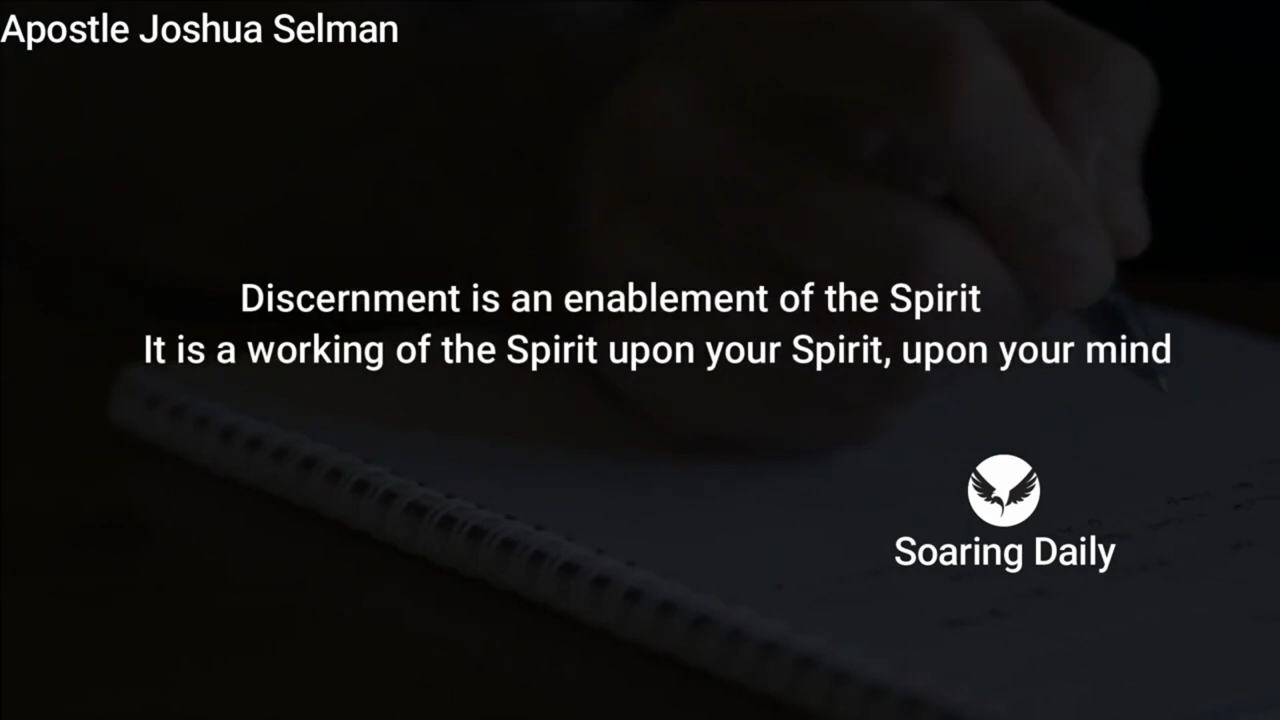 Apostle Joshua Selman
Discernment is an enablement of the Spirit
It is a working of the Spirit upon your Spirit, upon your mind
Soaring Daily